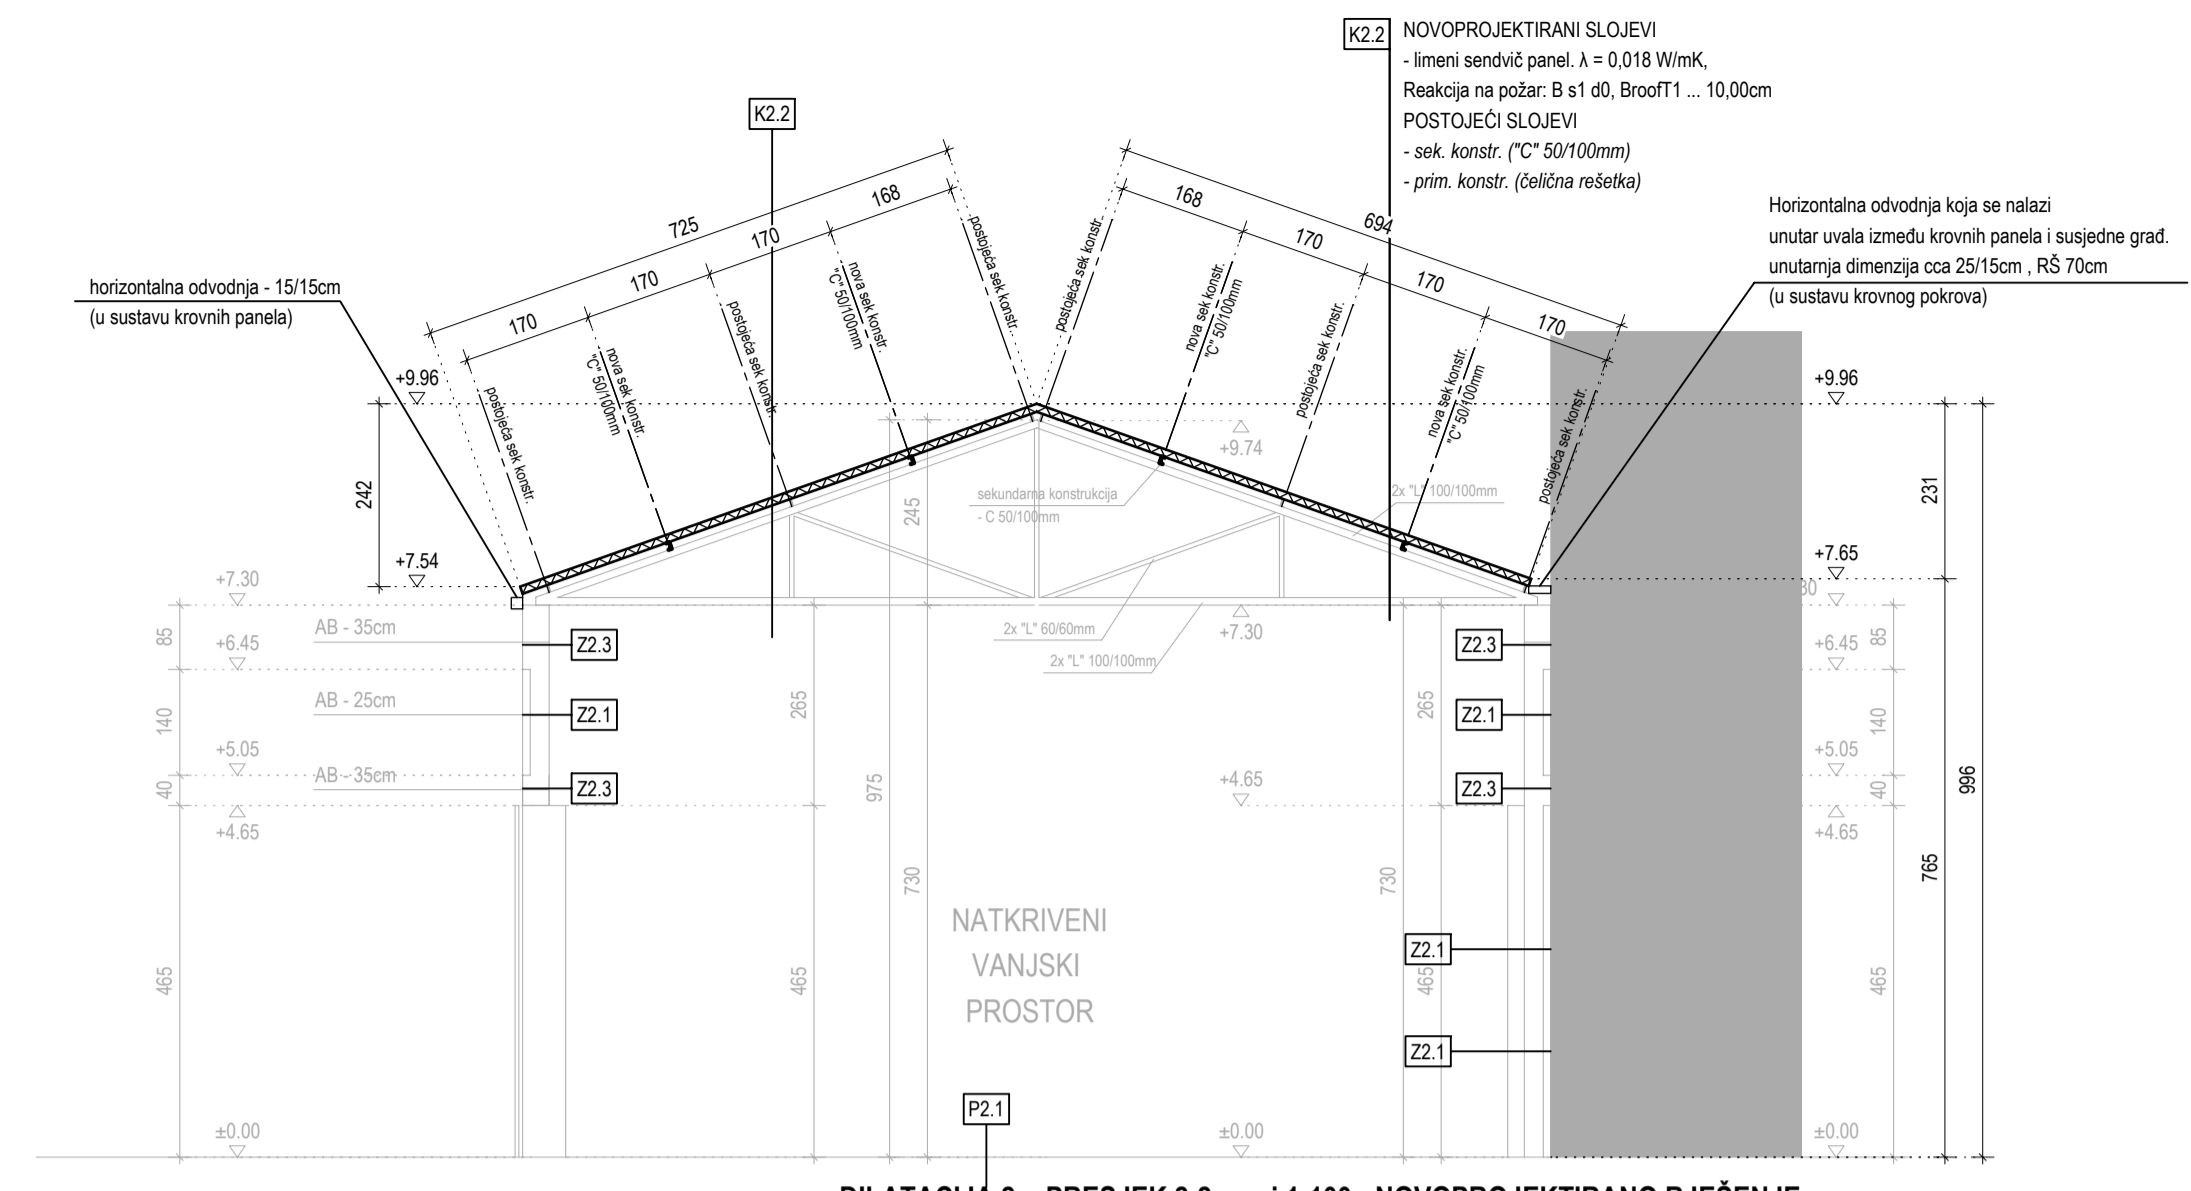 K2.2
NOVOPROJEKTIRANI SLOJEVI
- limeni sendvič panel. λ = 0,018 W/mK,
Reakcija na požar: B s1 d0, BroofT1 ... 10,00cm
POSTOJEĆI SLOJEVI
- sek. konstr. ("C" 50/100mm)
- prim. konstr. (čelična rešetka)
K2.2
Horizontalna odvodnja koja se nalazi
unutar uvala između krovnih panela i susjedne građ.
unutarnja dimenzija cca 25/15cm , RŠ 70cm
(u sustavu krovnog pokrova)
horizontalna odvodnja - 15/15cm
(u sustavu krovnih panela)
725
168
170
170
170
694
168
170
170
170
postojeća sek konstr.
nova sek konstr.
"C" 50/100mm
postojeća sek konstr.
nova sek konstr.
"C" 50/100mm
postojeća sek konstr.
postojeća sek konstr.
nova sek konstr.
"C" 50/100mm
postojeća sek konstr.
nova sek konstr.
"C" 50/100mm
postojeća sek konstr.
+9.96
242
+7.54
+9.96
231
+7.65
+9.74
245
sekundarna konstrukcija
- C 50/100mm
2x "L" 100/100mm
2x "L" 60/60mm
2x "L" 100/100mm
+7.30
+7.30
30
85
+6.45
AB - 35cm
Z2.3
Z2.3
+6.45
85
140
AB - 25cm
Z2.1
265
265
Z2.1
140
+5.05
AB - 35cm
40
Z2.3
975
+4.65
Z2.3
+5.05
40
996
+4.65
+4.65
730
730
765
NATKRIVENI
VANJSKI
PROSTOR
Z2.1
465
465
465
465
Z2.1
P2.1
±0.00
±0.00
±0.00